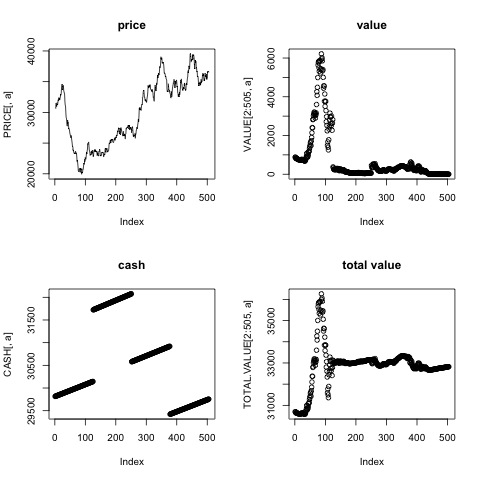 price
PRICE[, a]
20000 30000 40000
0 100 200 300 400 500
Index
value
VALUE[2:505, a]
0 2000 4000 6000
0 100 200 300 400 500
Index
cash
CASH[, a]
29500 30500 31500
0 100 200 300 400 500
Index
total value
TOTAL.VALUE[2:505, a]
31000 33000 35000
0 100 200 300 400 500
Index